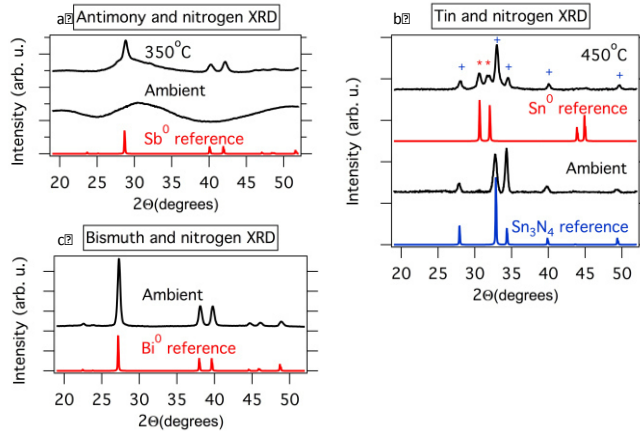 a Antimony and nitrogen XRD
Intensity (arb. u.)
350°C
Ambient
Sb⁰ reference
20 25 30 35 40 45 50
2Θ(degrees)
b Tin and nitrogen XRD
Intensity (arb. u.)
+ 450°C
+ * * + + +
Sn⁰ reference
Ambient
Sn₃N₄ reference
20 25 30 35 40 45 50
2Θ(degrees)
c Bismuth and nitrogen XRD
Intensity (arb. u.)
Ambient
Bi⁰ reference
20 25 30 35 40 45 50
2Θ(degrees)